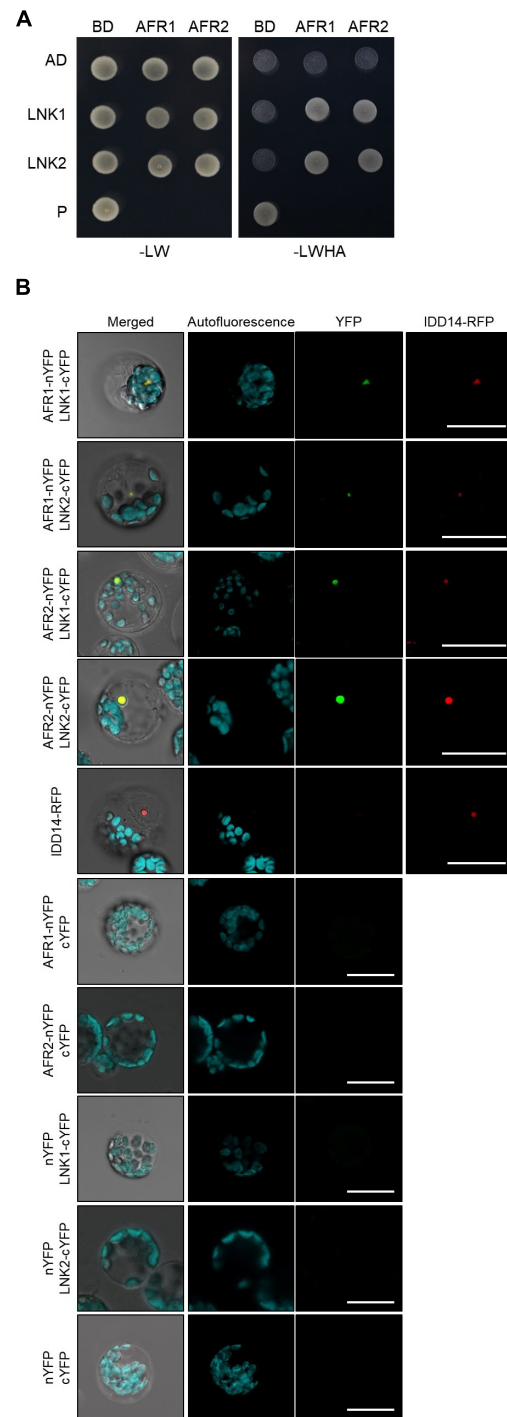 A
BD AFR1 AFR2 BD AFR1 AFR2
AD
LNK1
LNK2
P
-LW -LWHA
B
Merged Autofluorescence YFP IDD14-RFP
AFR1-nYFP
LNK1-cYFP
AFR1-nYFP
LNK2-cYFP
AFR2-nYFP
LNK1-cYFP
AFR2-nYFP
LNK2-cYFP
IDD14-RFP
AFR1-nYFP
cYFP
AFR2-nYFP
cYFP
nYFP
LNK1-cYFP
nYFP
LNK2-cYFP
nYFP
cYFP